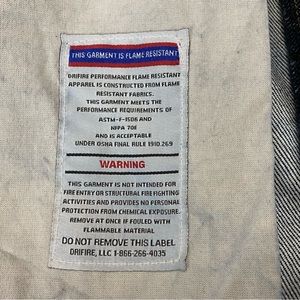 THIS GARMENT IS FLAME RESISTANT
DRIFIRE PERFORMANCE FLAME RESISTANT
APPAREL IS CONSTRUCTED FROM FLAME
RESISTANT FABRICS.
THIS GARMENT MEETS THE
PERFORMANCE REQUIREMENTS OF
ASTM-F-1506 AND
NFPA 70E
AND IS ACCEPTABLE
UNDER OSHA FINAL RULE 1910.269
WARNING
THIS GARMENT IS NOT INTENDED FOR
FIRE ENTRY OR STRUCTURAL FIRE FIGHTING
ACTIVITIES AND PROVIDES NO PERSONAL
PROTECTION FROM CHEMICAL EXPOSURE.
REMOVE AT ONCE IF FOULED WITH
FLAMMABLE MATERIAL
DO NOT REMOVE THIS LABEL
DRIFIRE, LLC 1-866-266-4035